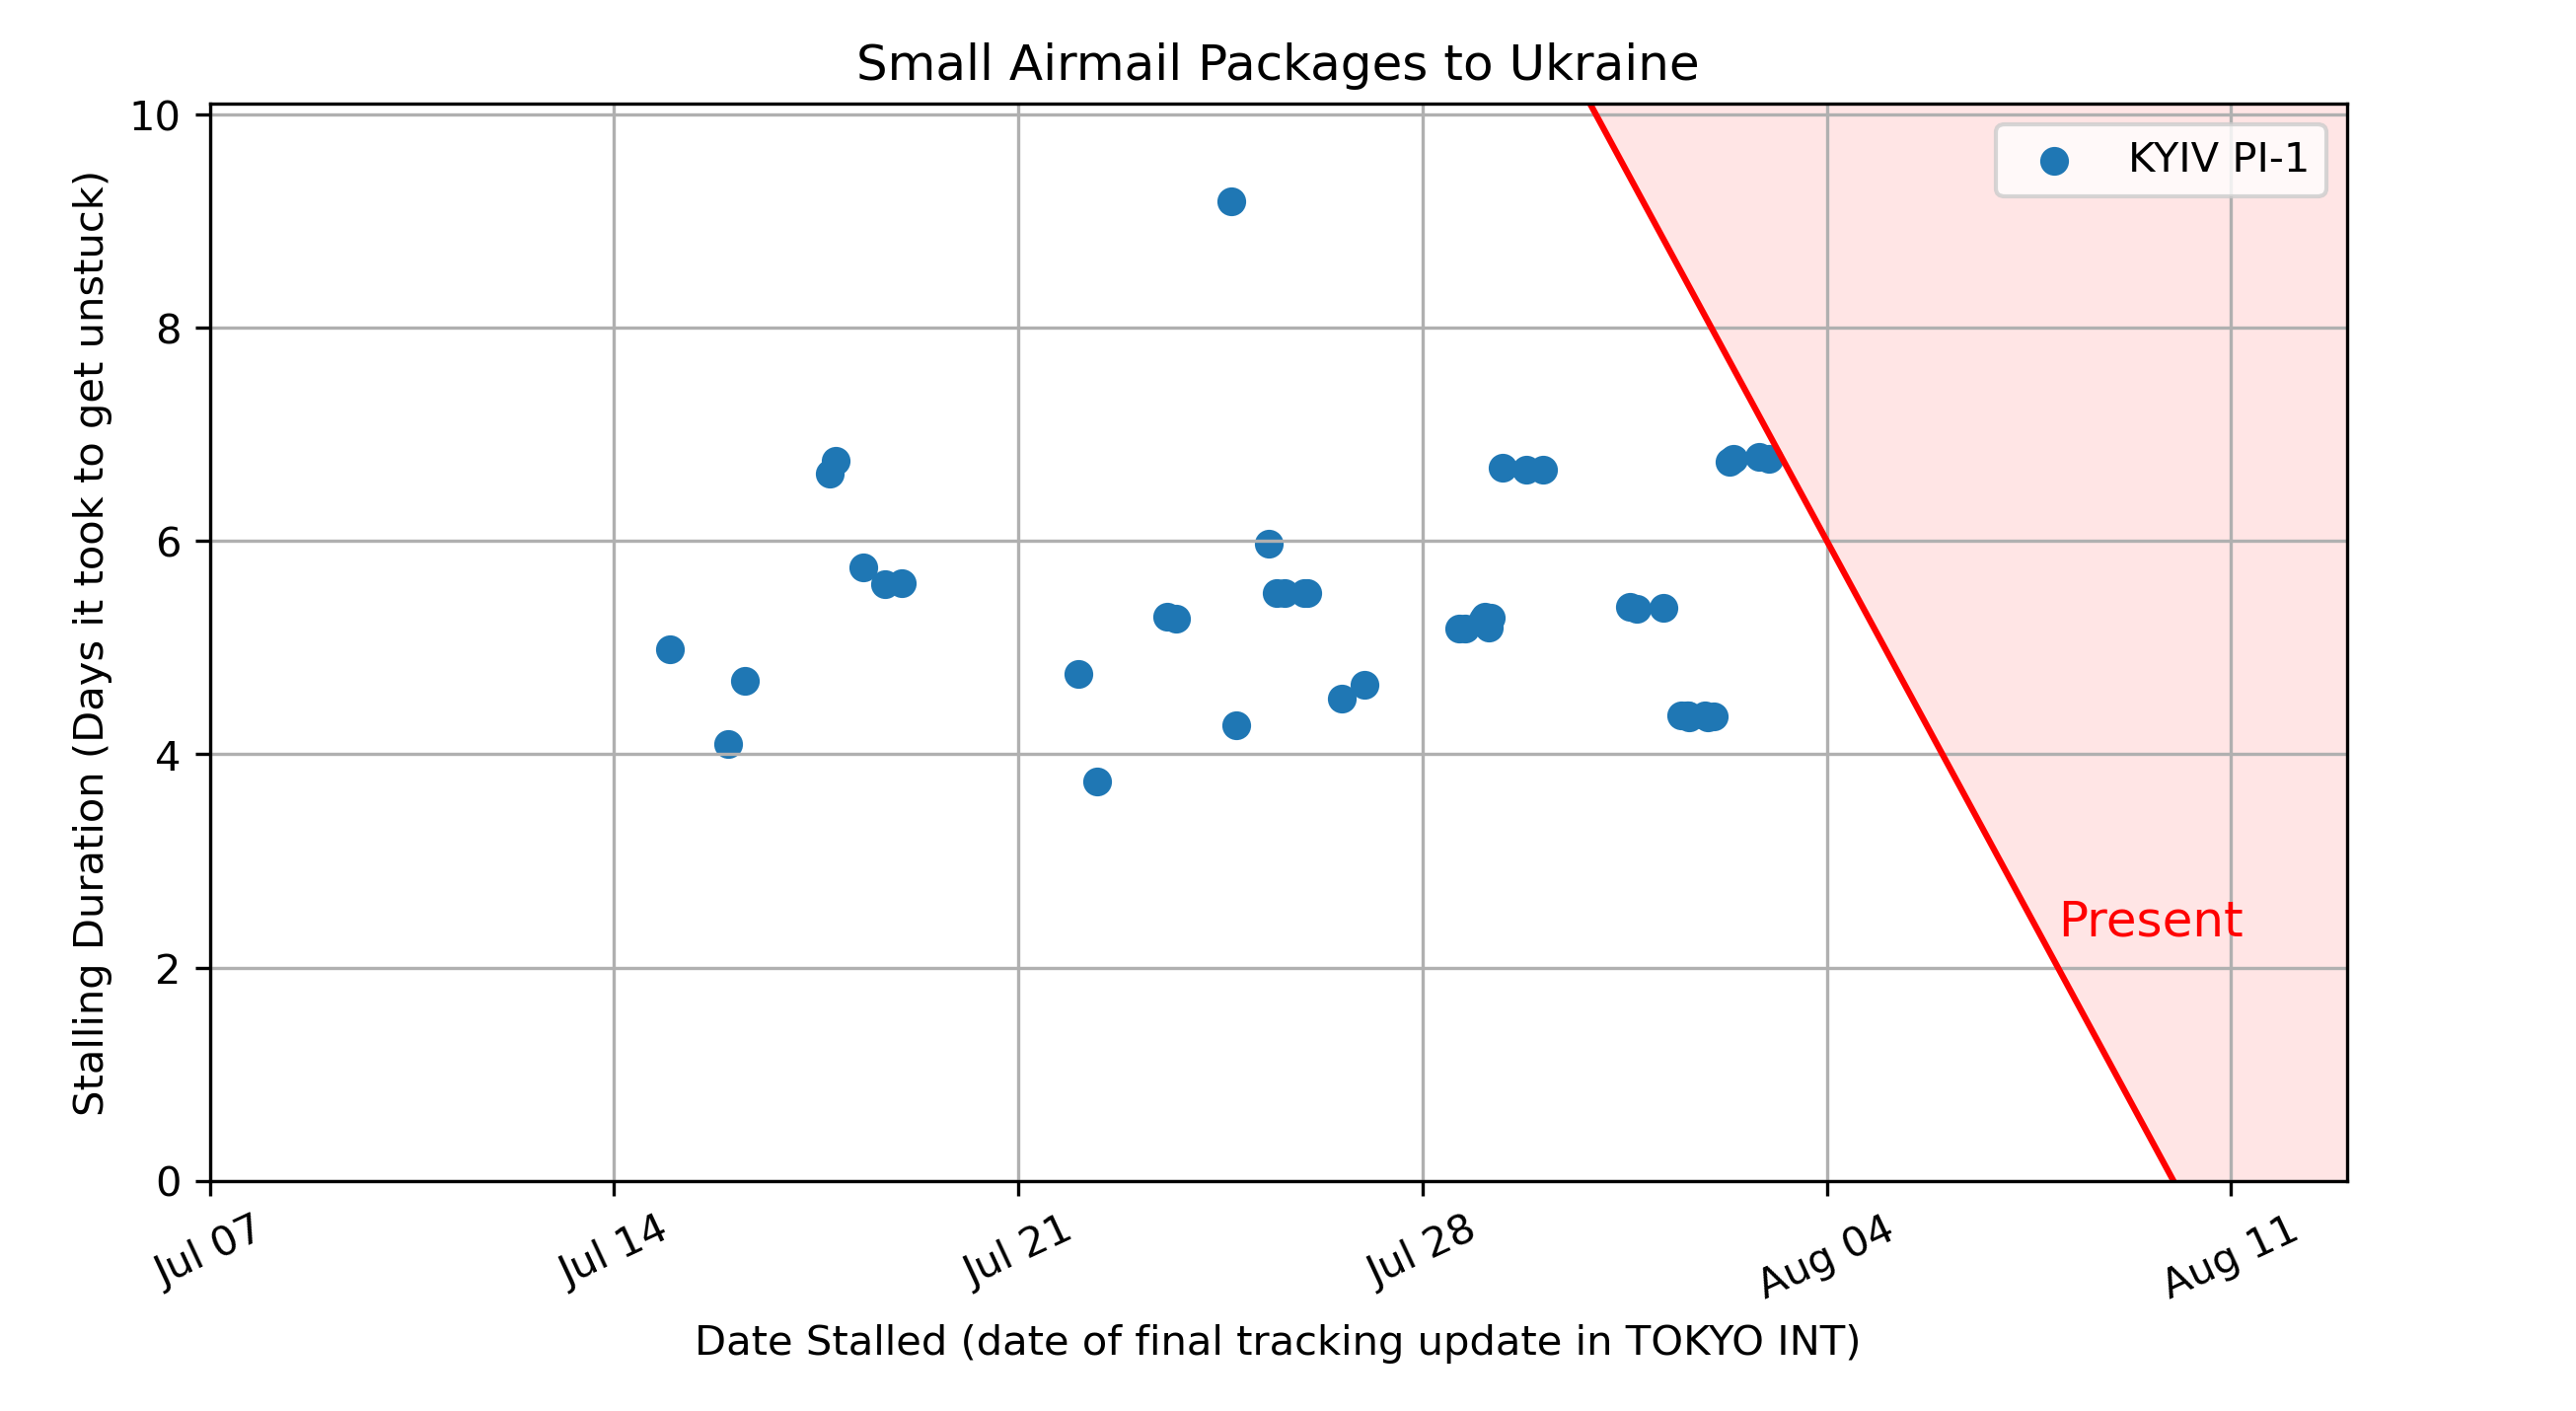 Small Airmail Packages to Ukraine
Stalling Duration (Days it took to get unstuck)
10
8
6
4
2
0
KYIV PI-1
Present
Jul 07
Jul 14
Jul 21
Jul 28
Aug 04
Aug 11
Date Stalled (date of final tracking update in TOKYO INT)